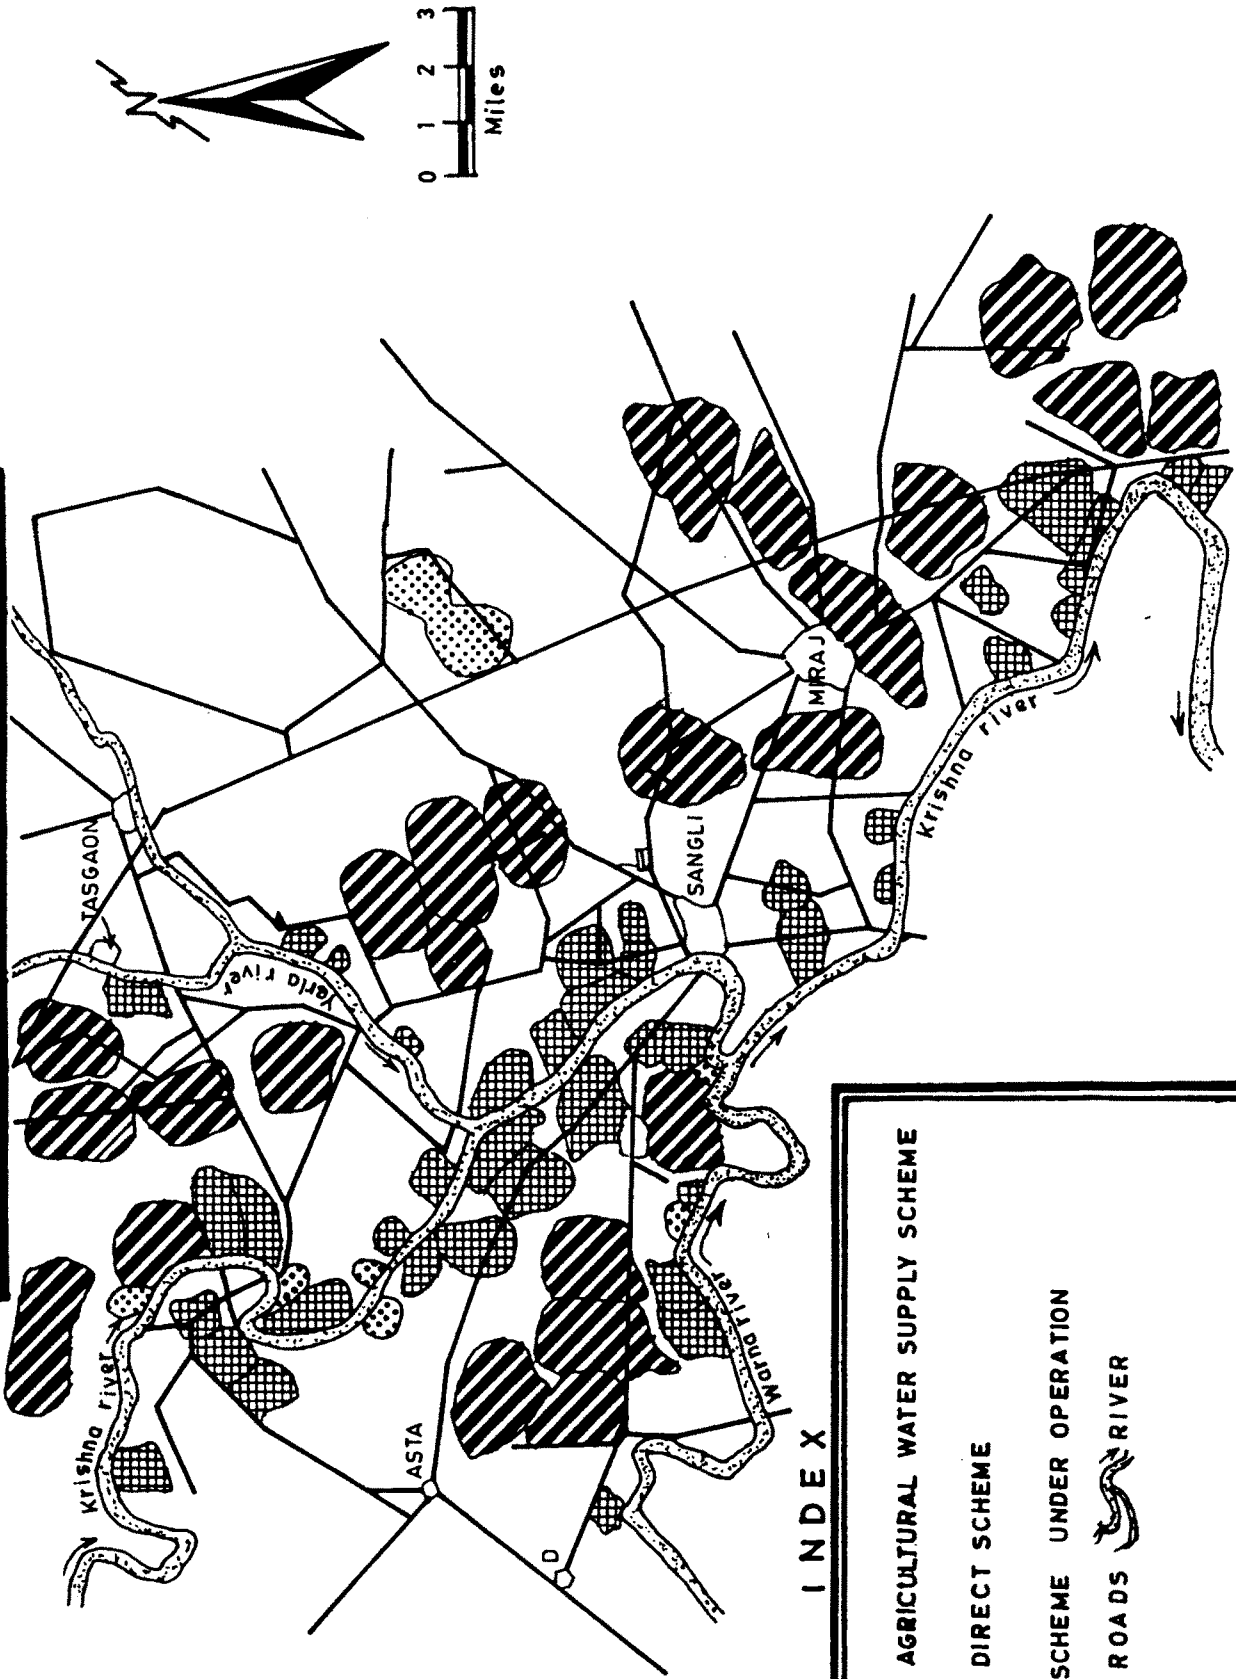 N
0 1 2 3
Miles
TASGAON
Yerla river
Krishna river
ASTA
D
SANGLI
MIRAJ
Krishna river
Warna river
INDEX
AGRICULTURAL WATER SUPPLY SCHEME
DIRECT SCHEME
SCHEME UNDER OPERATION
ROADS
RIVER